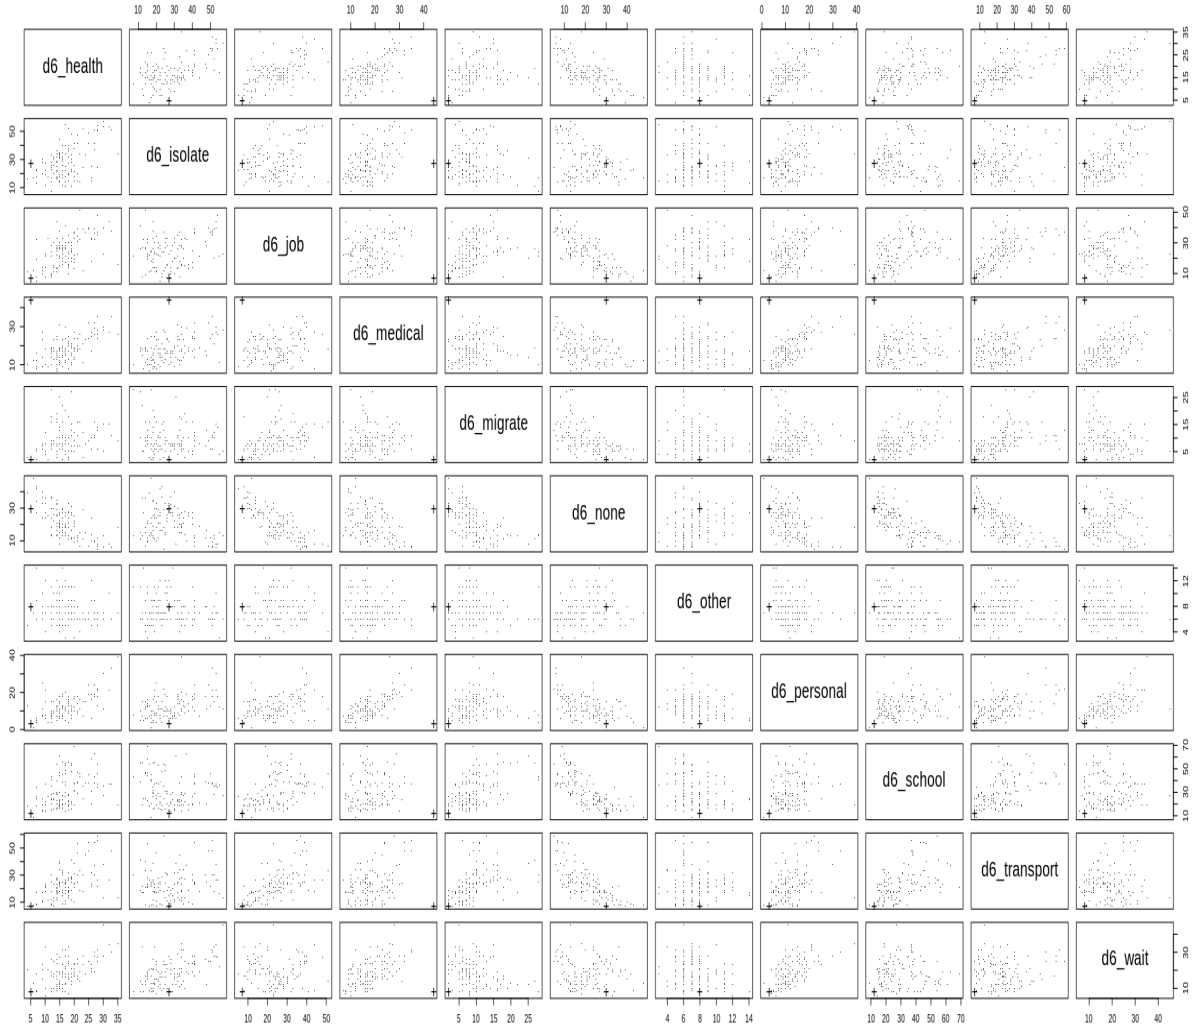 10 30 50
10 20 30 40
10 20 30 40
0 10 20 30 40
10 20 30 40 50 60
d6_health
5 15 25 35
10 30 50
d6_isolate
d6_job
10 30 50
10 30
d6_medical
d6_migrate
5 15 25
10 30
d6_none
d6_other
4 8 12
0 20 40
d6_personal
d6_school
10 30 50 70
10 30 50
d6_transport
d6_wait
10 30
5 10 15 20 25 30 35
10 20 30 40 50
5 10 15 20 25
4 6 8 10 12 14
10 20 30 40 50 60 70
10 20 30 40